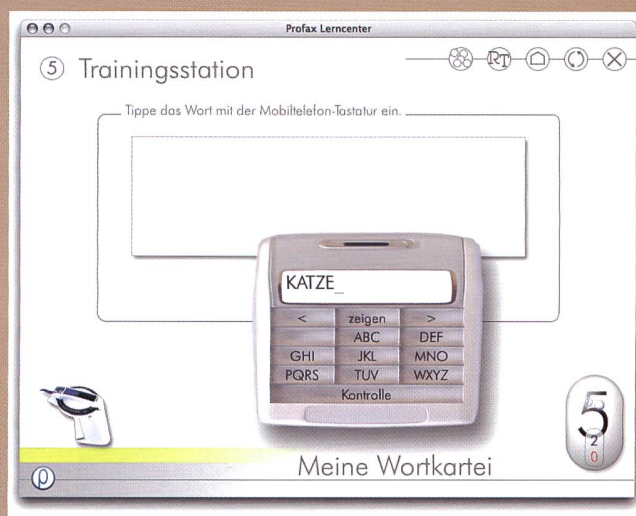 Profax Lerncenter
5 Trainingsstation
RT
Tippe das Wort mit der Mobiltelefon-Tastatur ein.
KATZE_
< zeigen >
ABC DEF
GHI JKL MNO
PQRS TUV WXYZ
Kontrolle
5
2
0
Meine Wortkartei
p